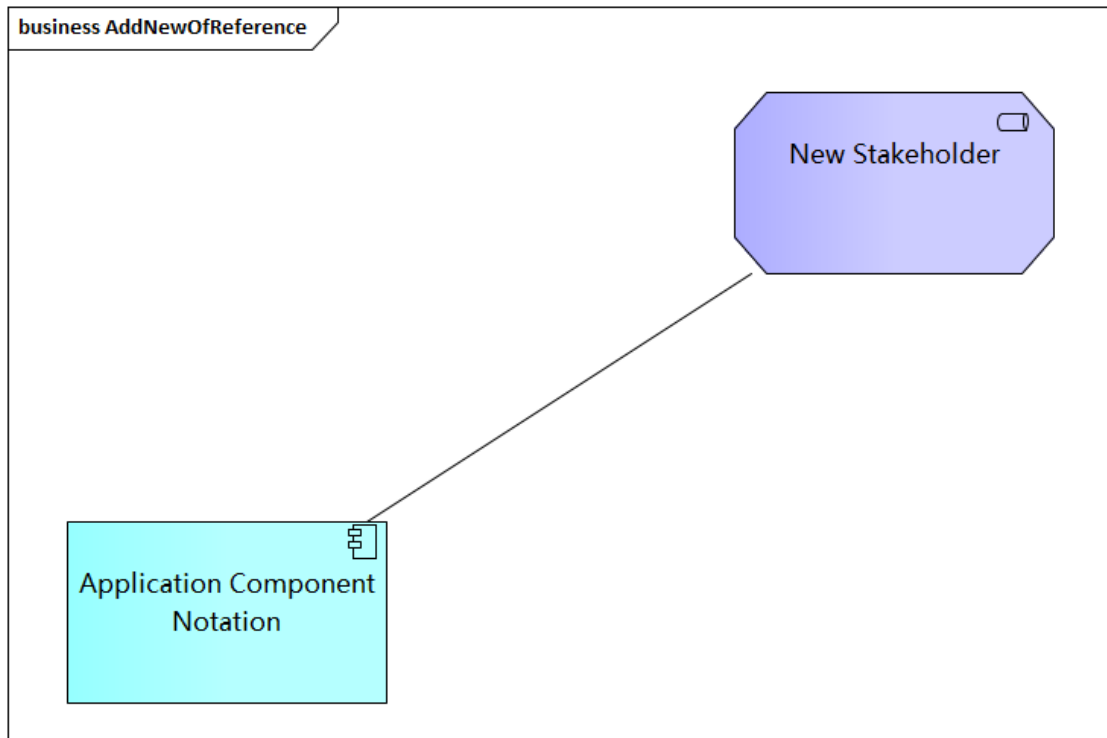 business AddNewOfReference
New Stakeholder
Application Component
Notation